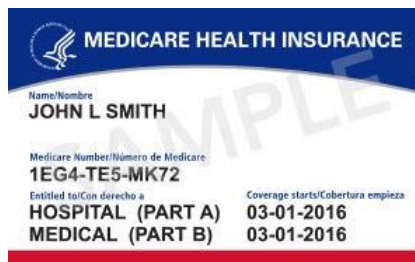 MEDICARE HEALTH INSURANCE
Name/Nombre
JOHN L SMITH
Medicare Number/Número de Medicare
1EG4-TE5-MK72
Entitled to/Con derecho a
Coverage starts/Cobertura empieza
HOSPITAL (PART A) 03-01-2016
MEDICAL (PART B) 03-01-2016
SAMPLE